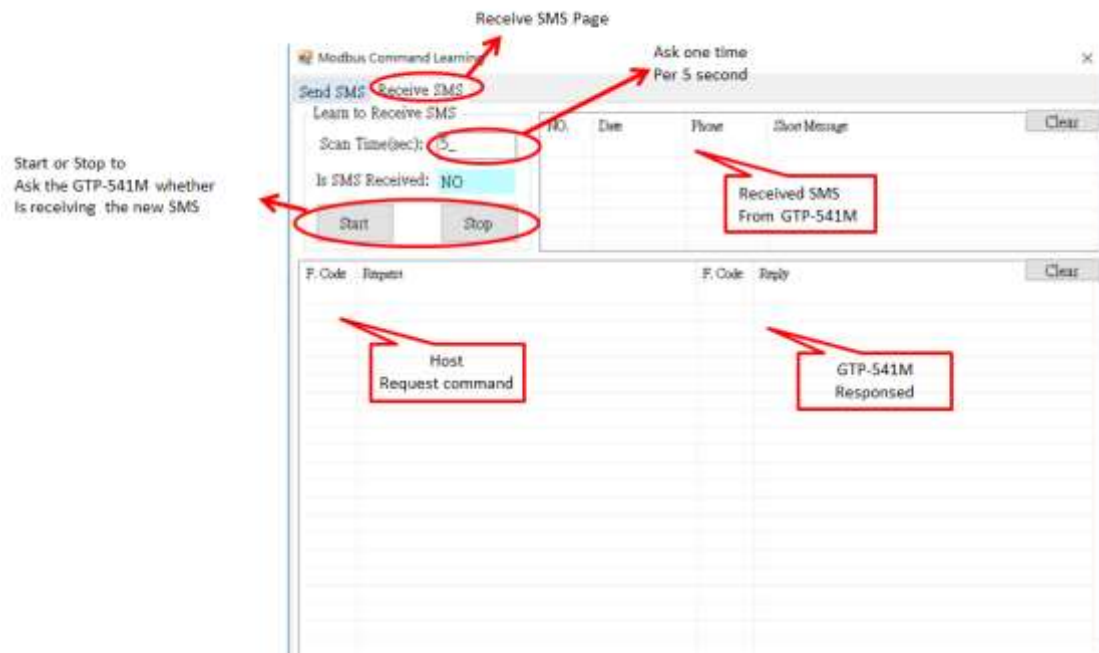 Receive SMS Page
Modbus Command Learning
Ask one time
Per 5 second
Send SMS Receive SMS
Learn to Receive SMS
NO. Date Phone Short Message Clear
Scan Time(sec): 5_
Start or Stop to
Ask the GTP-541M whether
Is receiving the new SMS
Is SMS Received: NO
Received SMS
From GTP-541M
Start Stop
F. Code Request F. Code Reply Clear
Host
Request command
GTP-541M
Responsed